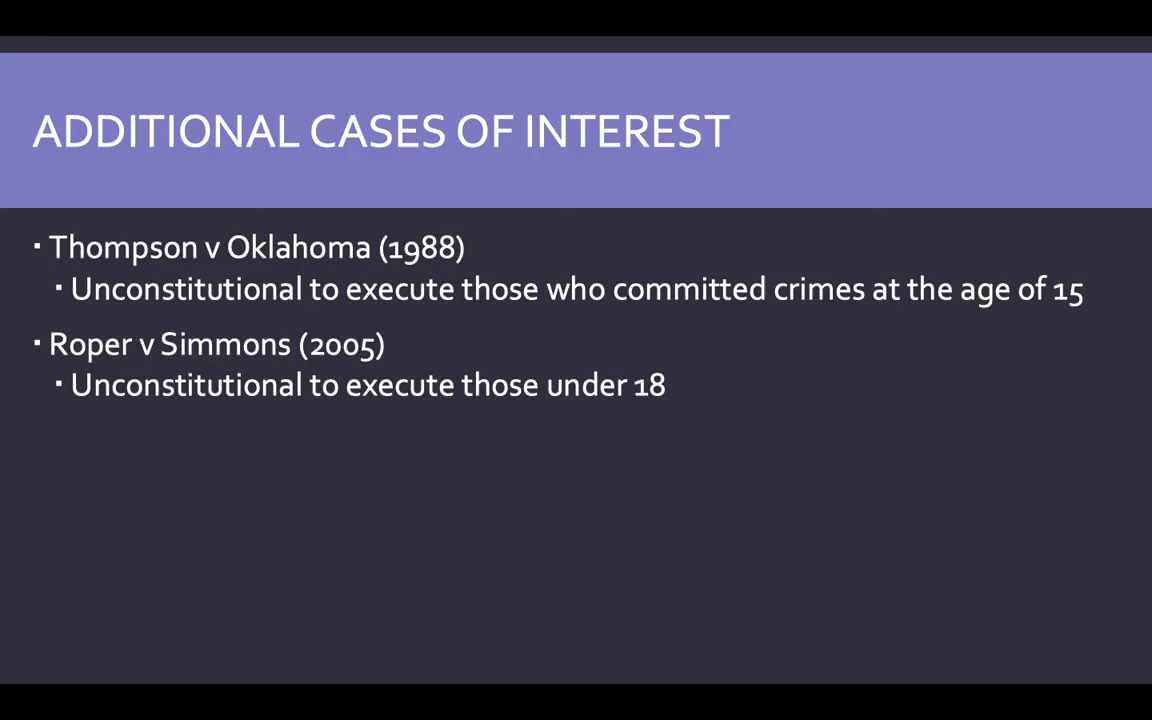 ADDITIONAL CASES OF INTEREST
▪ Thompson v Oklahoma (1988)
▪ Unconstitutional to execute those who committed crimes at the age of 15
▪ Roper v Simmons (2005)
▪ Unconstitutional to execute those under 18